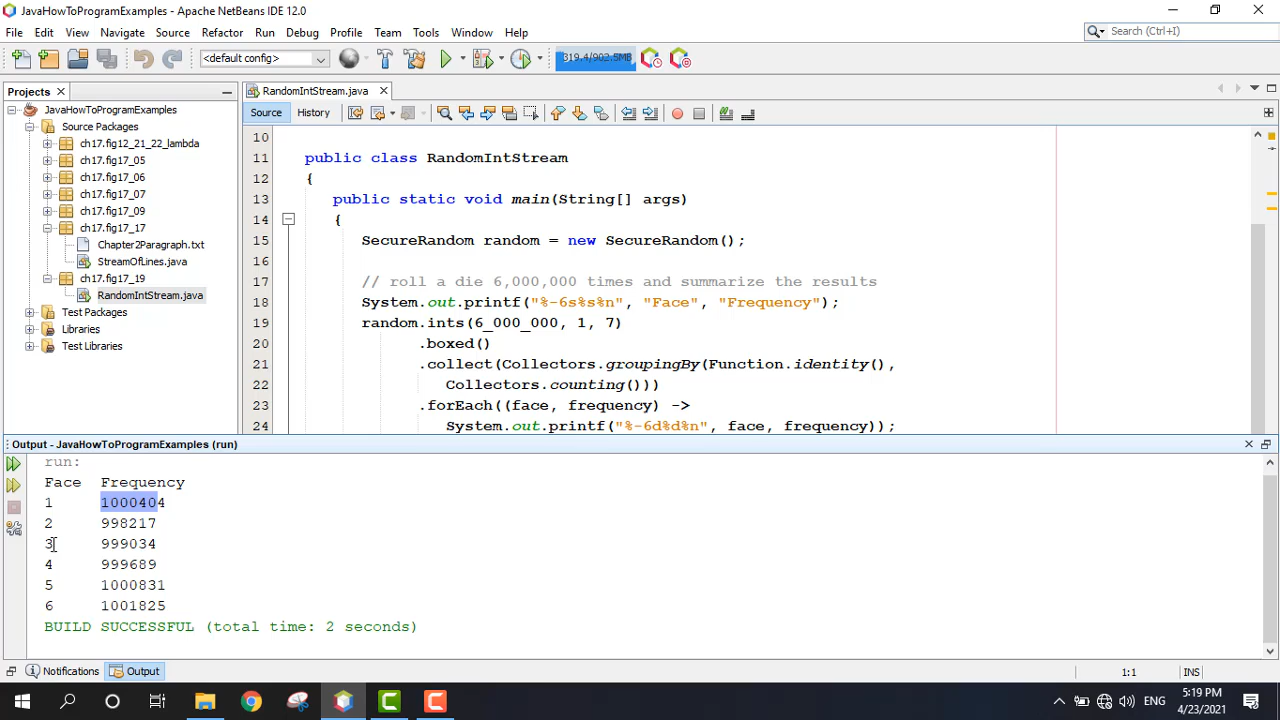 JavaHowToProgramExamples - Apache NetBeans IDE 12.0
File Edit View Navigate Source Refactor Run Debug Profile Team Tools Window Help
Search (Ctrl+I)
<default config>
319.4/902.5MB
Projects
RandomIntStream.java
Source History
JavaHowToProgramExamples
Source Packages
ch17.fig12_21_22_lambda
ch17.fig17_05
ch17.fig17_06
ch17.fig17_07
ch17.fig17_09
ch17.fig17_17
Chapter2Paragraph.txt
StreamOfLines.java
ch17.fig17_19
RandomIntStream.java
Test Packages
Libraries
Test Libraries
10
11 public class RandomIntStream
12 {
13 public static void main(String[] args)
14 {
15 SecureRandom random = new SecureRandom();
16
17 // roll a die 6,000,000 times and summarize the results
18 System.out.printf("%-6s%s%n", "Face", "Frequency");
19 random.ints(6_000_000, 1, 7)
20 .boxed()
21 .collect(Collectors.groupingBy(Function.identity(),
22 Collectors.counting()))
23 .forEach((face, frequency) ->
24 System.out.printf("%-6d%d%n", face, frequency));
Output - JavaHowToProgramExamples (run)
run:
Face Frequency
1 1000404
2 998217
3 999034
4 999689
5 1000831
6 1001825
BUILD SUCCESSFUL (total time: 2 seconds)
Notifications Output
1:1 INS
ENG
5:19 PM
4/23/2021